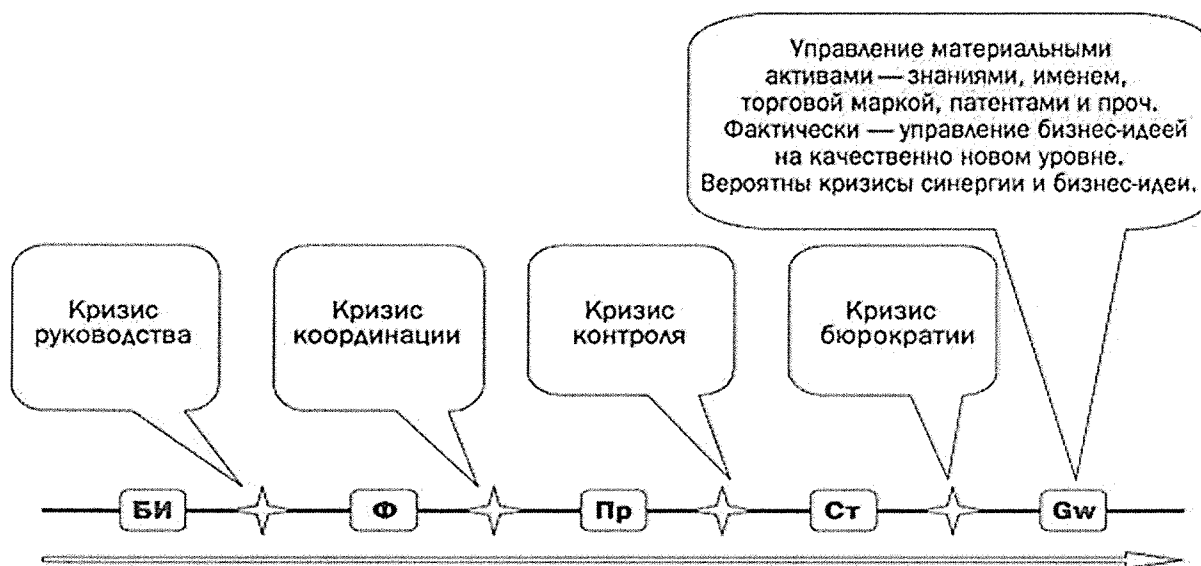 Управление материальными
активами — знаниями, именем,
торговой маркой, патентами и проч.
Фактически — управление бизнес-идеей
на качественно новом уровне.
Вероятны кризисы синергии и бизнес-идеи.
Кризис
руководства
Кризис
координации
Кризис
контроля
Кризис
бюрократии
БИ
Ф
Пр
Ст
Gw